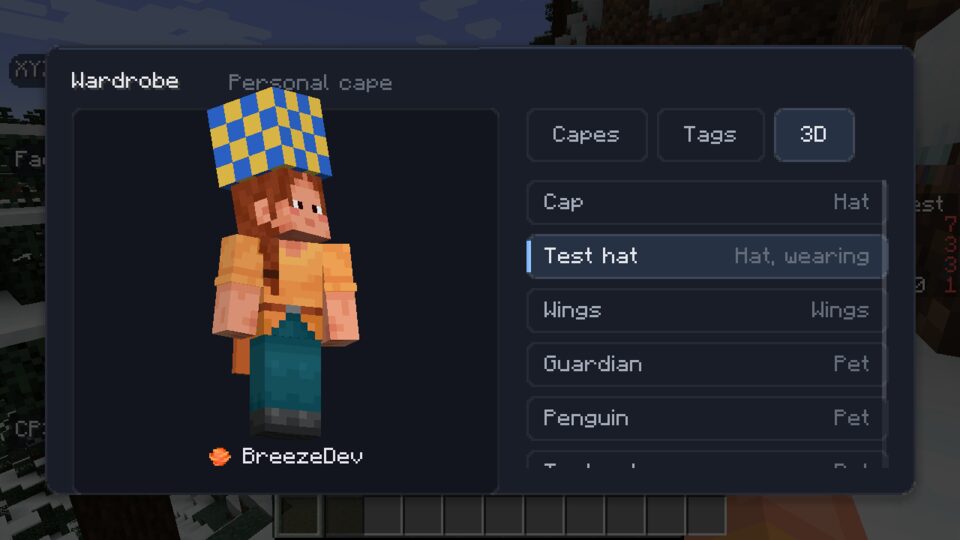 Wardrobe
Personal cape
Capes
Tags
3D
Cap
Hat
Test hat
Hat, wearing
Wings
Wings
Guardian
Pet
Penguin
Pet
BreezeDev